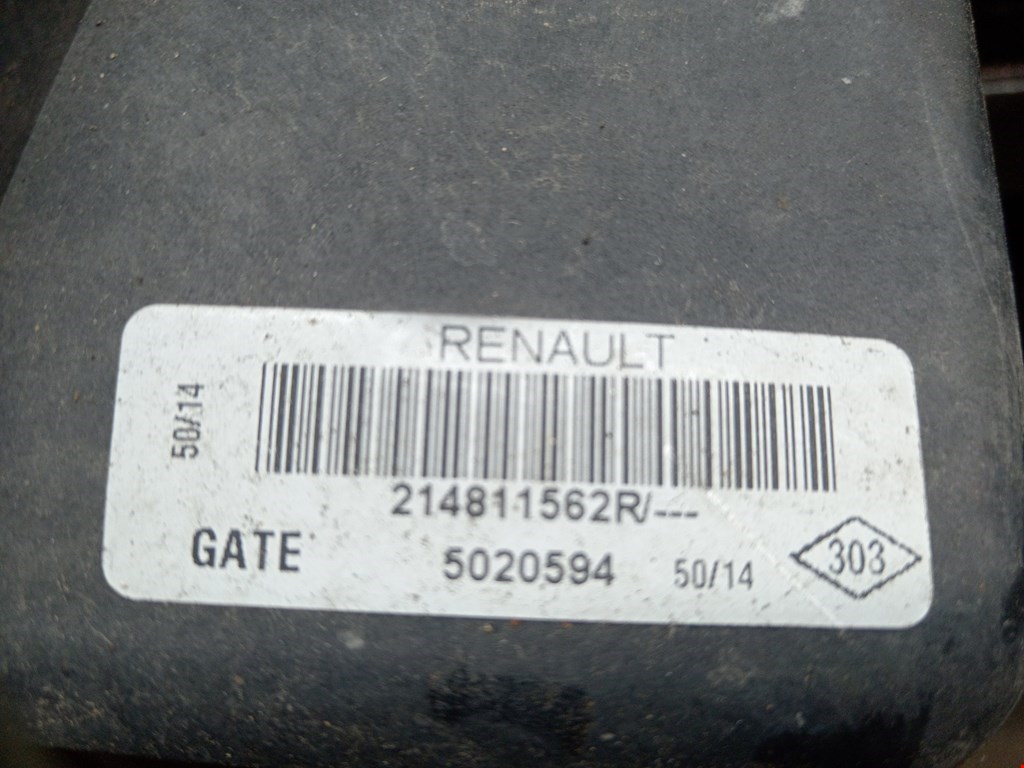 RENAULT
50/14
214811562R/---
GATE 5020594 50/14 303